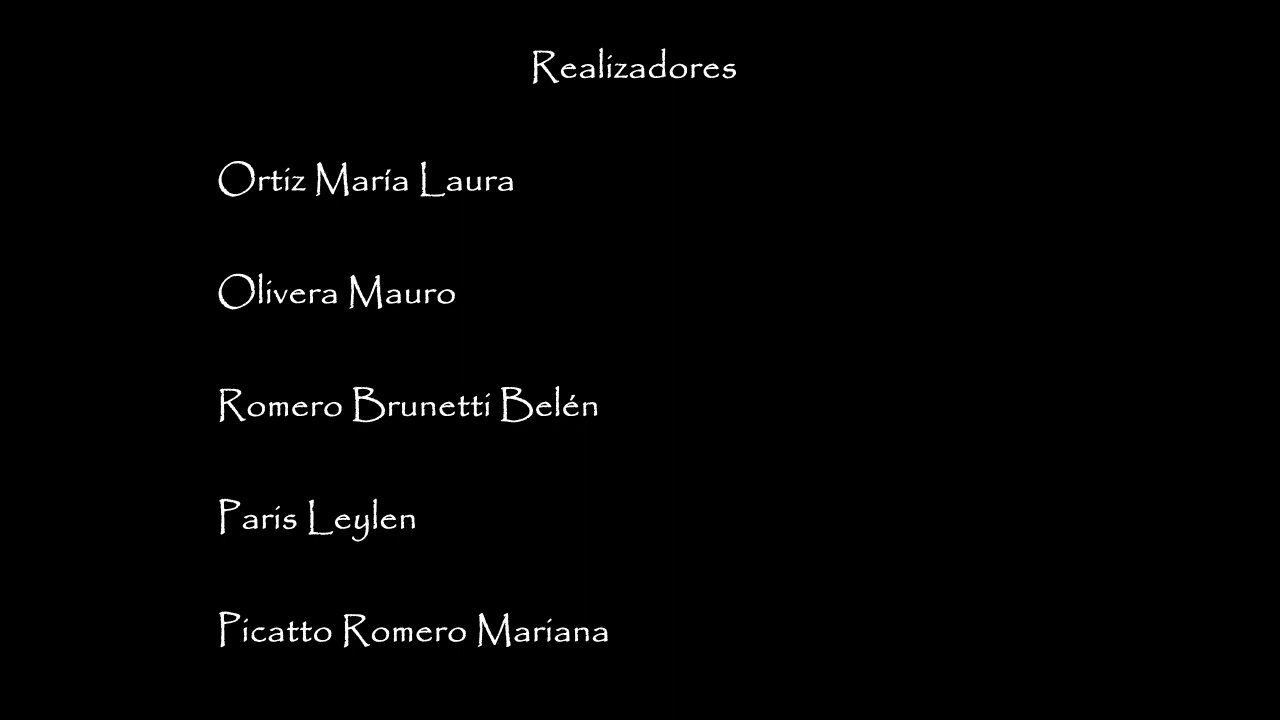 Realizadores
Ortiz María Laura
Olivera Mauro
Romero Brunetti Belén
Paris Leylen
Picatto Romero Mariana